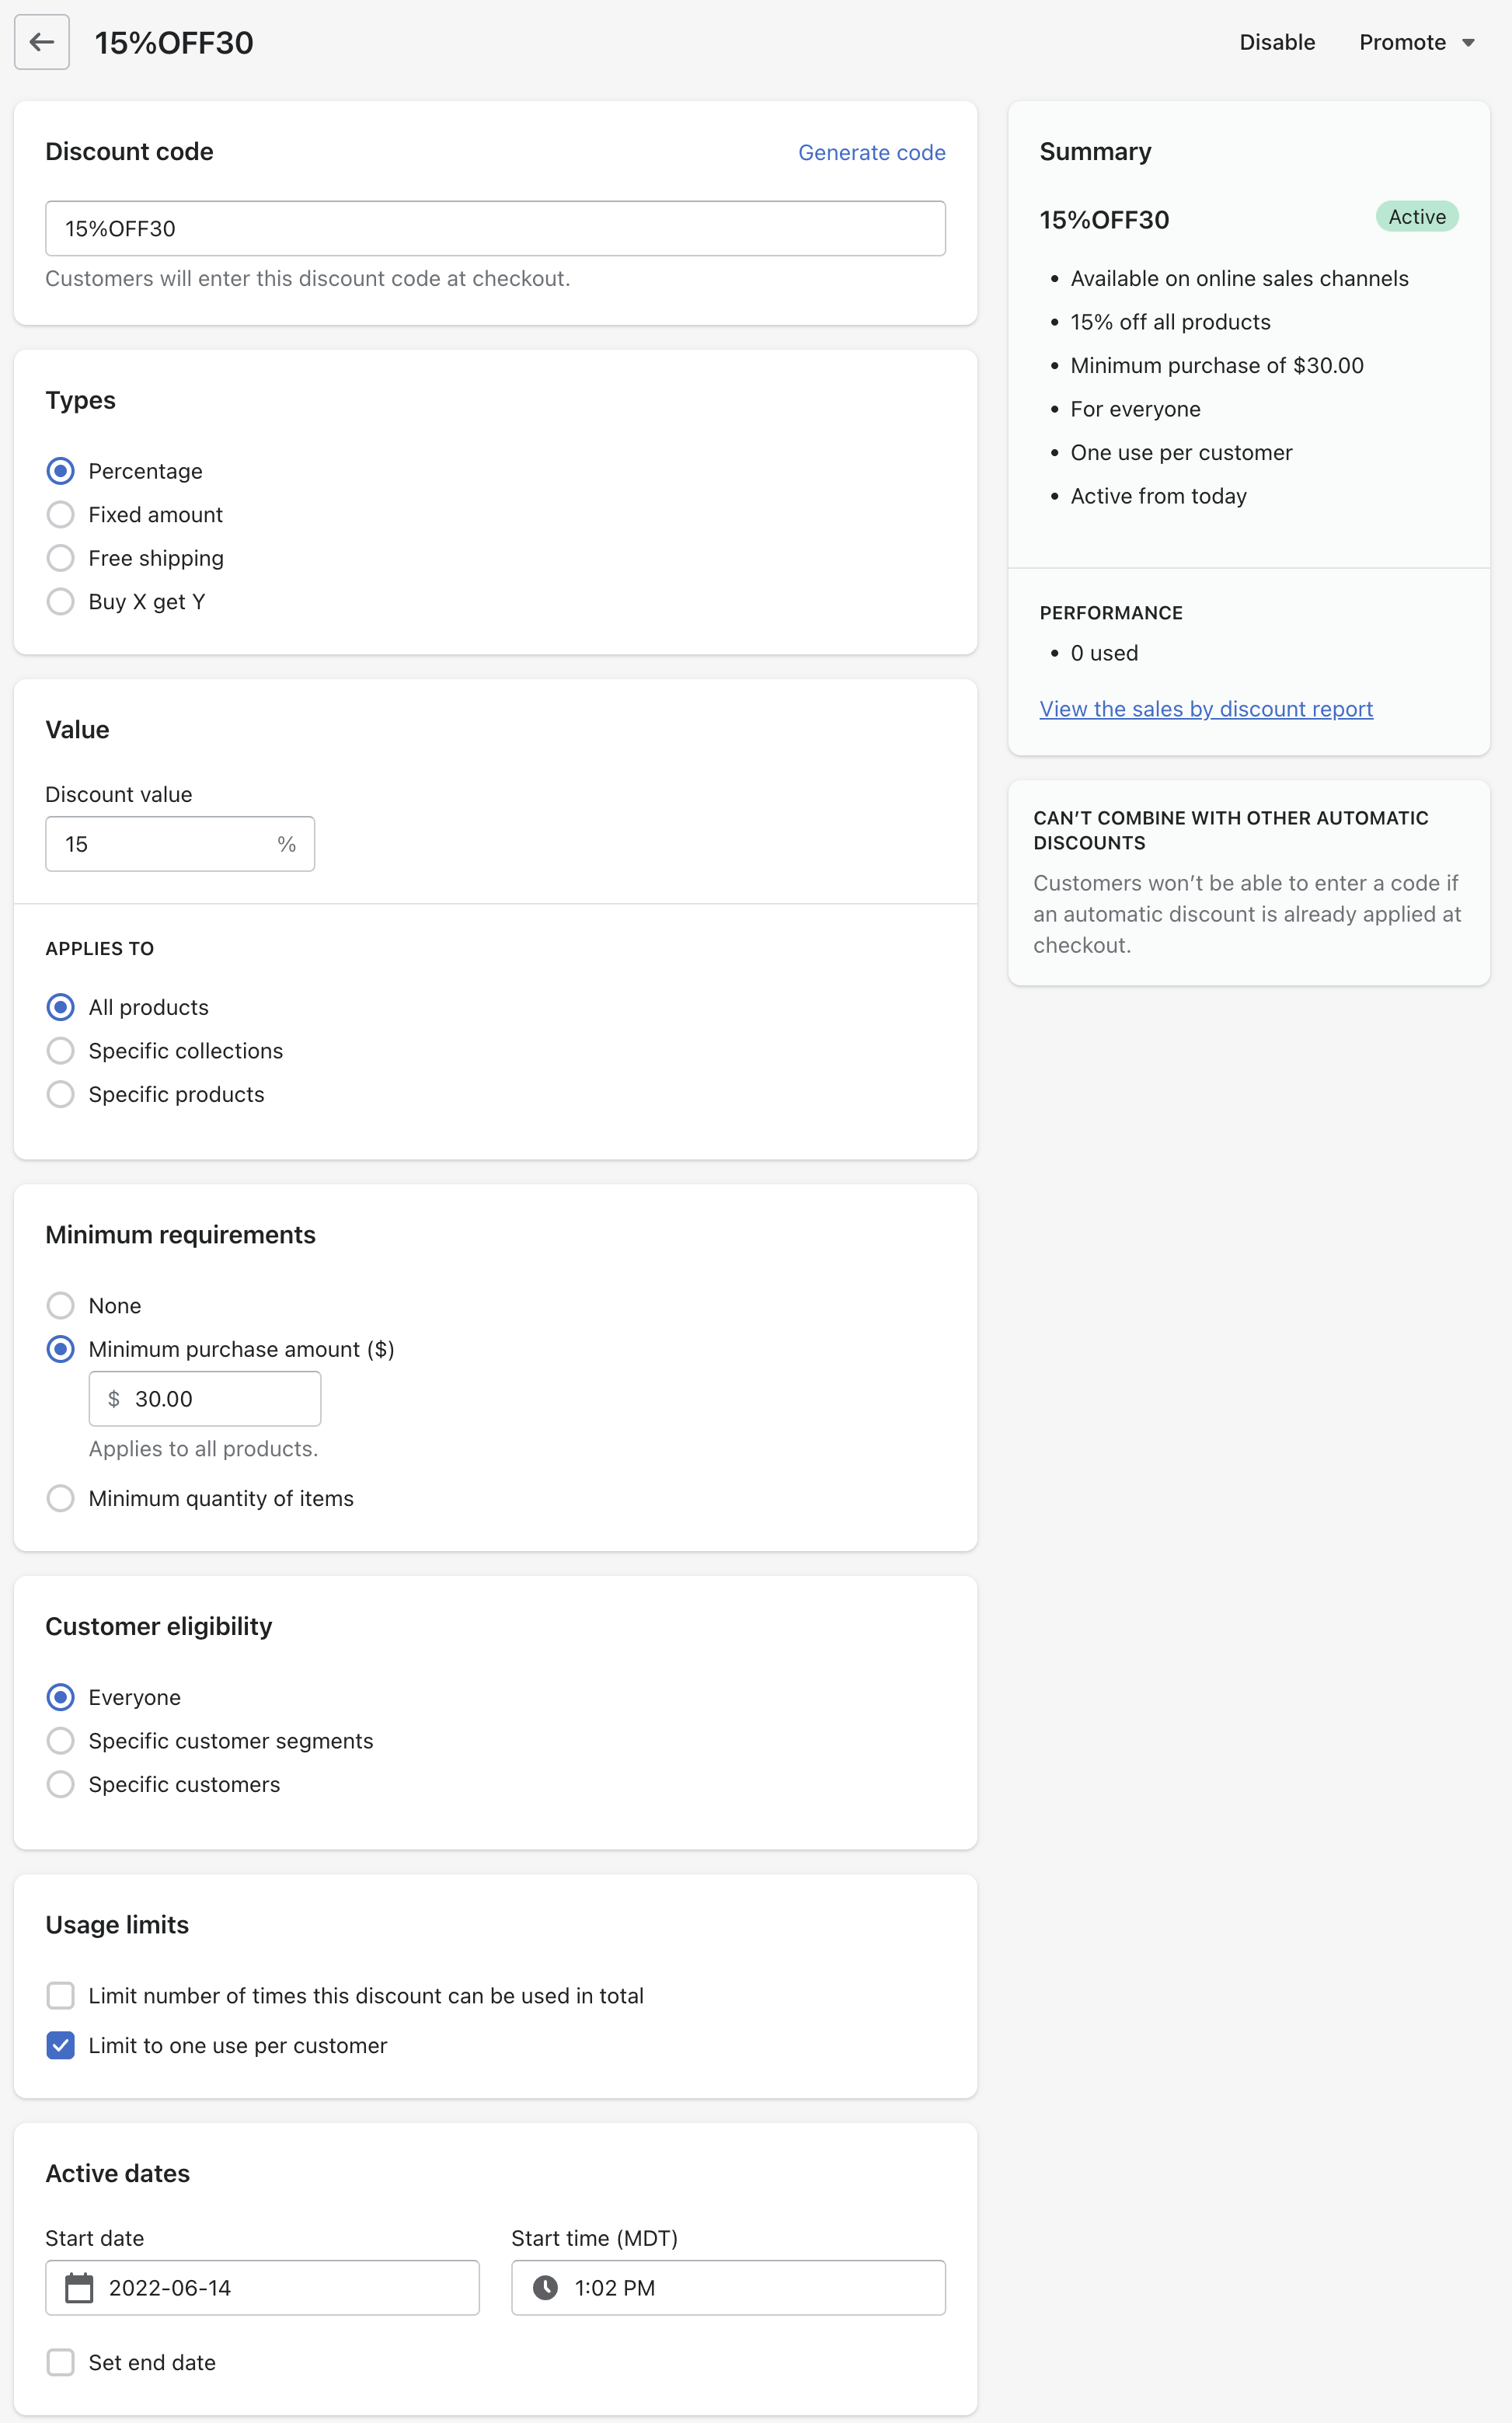 15%OFF30
Disable
Promote
Discount code
Generate code
15%OFF30
Customers will enter this discount code at checkout.
Types
Percentage
Fixed amount
Free shipping
Buy X get Y
Value
Discount value
15 %
APPLIES TO
All products
Specific collections
Specific products
Minimum requirements
None
Minimum purchase amount ($)
$ 30.00
Applies to all products.
Minimum quantity of items
Customer eligibility
Everyone
Specific customer segments
Specific customers
Usage limits
Limit number of times this discount can be used in total
Limit to one use per customer
Active dates
Start date
2022-06-14
Start time (MDT)
1:02 PM
Set end date
Summary
15%OFF30
Active
• Available on online sales channels
• 15% off all products
• Minimum purchase of $30.00
• For everyone
• One use per customer
• Active from today
PERFORMANCE
• 0 used
View the sales by discount report
CAN’T COMBINE WITH OTHER AUTOMATIC
DISCOUNTS
Customers won’t be able to enter a code if
an automatic discount is already applied at
checkout.